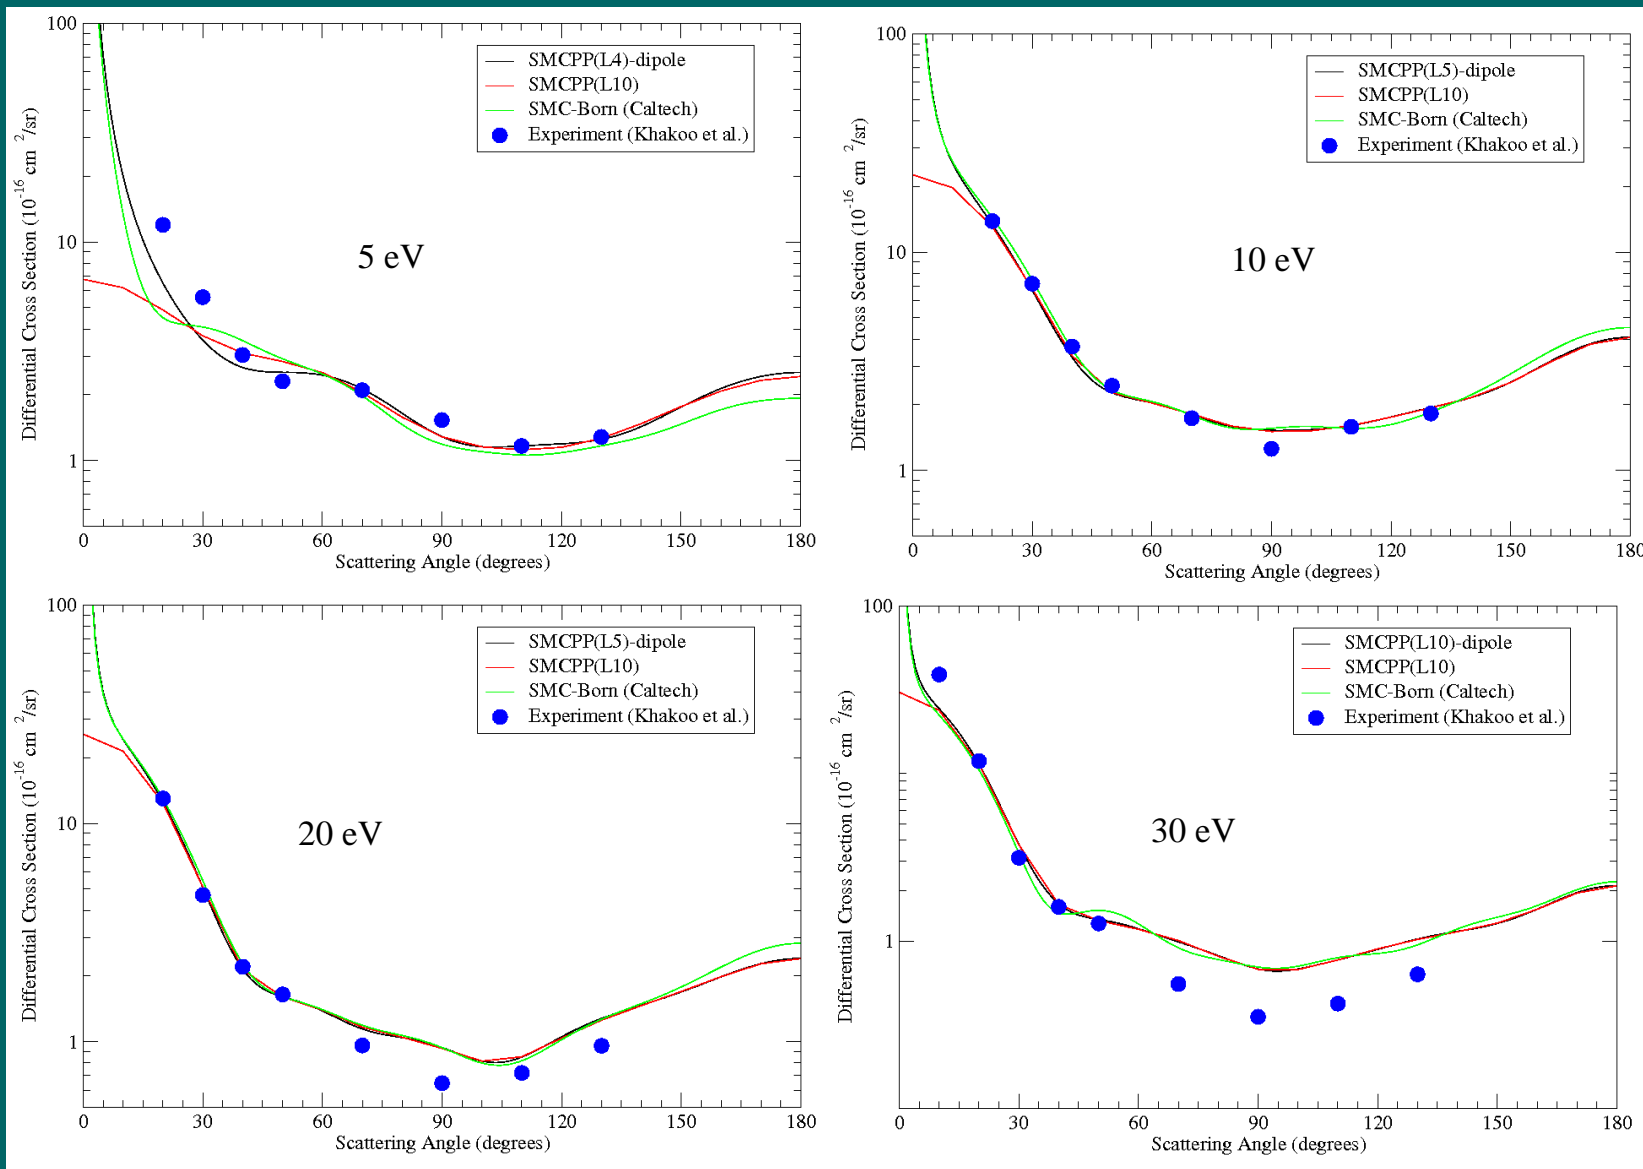 100
10
1
0
30
60
90
120
150
180
Differential Cross Section (10^-16 cm ^2/sr)
Scattering Angle (degrees)
SMCPP(L4)-dipole
SMCPP(L10)
SMC-Born (Caltech)
Experiment (Khakoo et al.)
5 eV
100
10
1
0
30
60
90
120
150
180
Differential Cross Section (10^-16 cm ^2/sr)
Scattering Angle (degrees)
SMCPP(L5)-dipole
SMCPP(L10)
SMC-Born (Caltech)
Experiment (Khakoo et al.)
10 eV
100
10
1
0
30
60
90
120
150
180
Differential Cross Section (10^-16 cm ^2/sr)
Scattering Angle (degrees)
SMCPP(L5)-dipole
SMCPP(L10)
SMC-Born (Caltech)
Experiment (Khakoo et al.)
20 eV
100
1
0
30
60
90
120
150
180
Differential Cross Section (10^-16 cm ^2/sr)
Scattering Angle (degrees)
SMCPP(L10)-dipole
SMCPP(L10)
SMC-Born (Caltech)
Experiment (Khakoo et al.)
30 eV